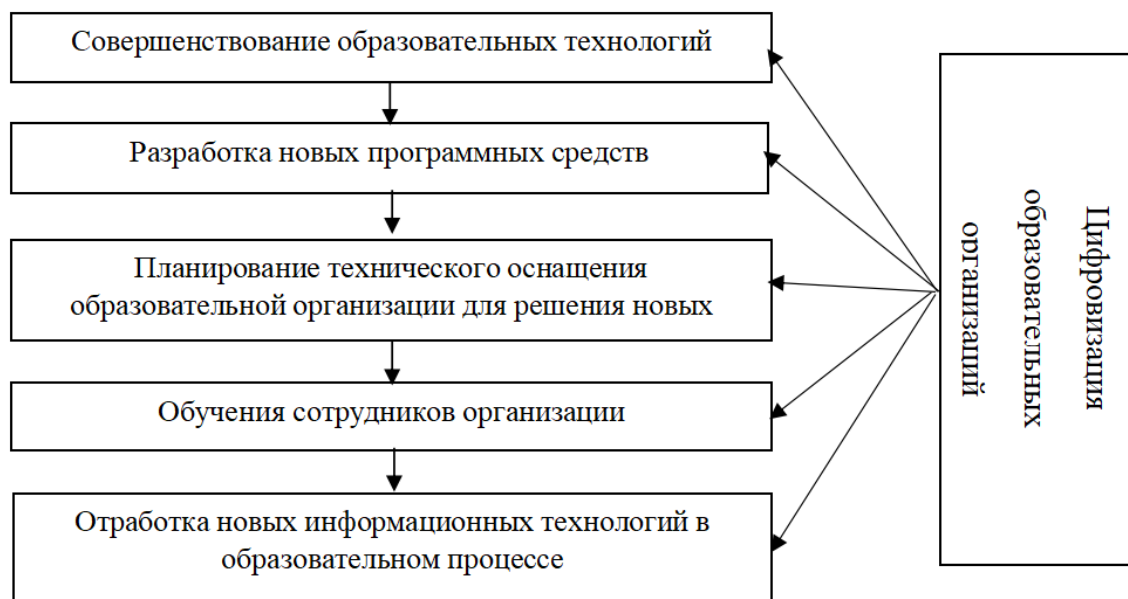 Совершенствование образовательных технологий
Разработка новых программных средств
Планирование технического оснащения
образовательной организации для решения новых
Обучения сотрудников организации
Отработка новых информационных технологий в
образовательном процессе
Цифровизация
образовательных
организаций